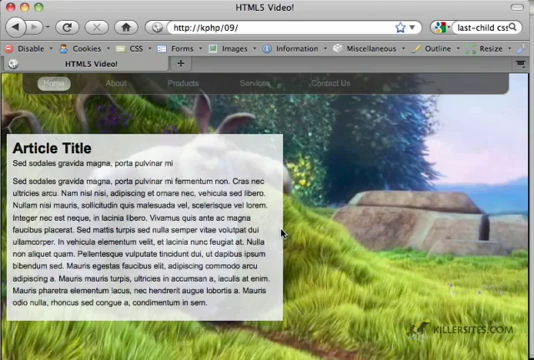 HTML5 Video!
http://kphp/09/
last-child css
Disable Cookies CSS Forms Images Information Miscellaneous Outline Resize
HTML5 Video!
Home About Products Services Contact Us
Article Title
Sed sodales gravida magna, porta pulvinar mi
Sed sodales gravida magna, porta pulvinar mi fermentum non. Cras nec
ultricies arcu. Nam nisl nisi, adipiscing et ornare nec, vehicula sed libero.
Nullam nisi mauris, sollicitudin quis malesuada vel, scelerisque vel lorem.
Integer nec est neque, in lacinia libero. Vivamus quis ante ac magna
faucibus placerat. Sed mattis turpis sed sem ornare vitae volutpat dui
ullamcorper. In vehicula elementum velit, et lacinia nunc feugiat at. Nulla
non aliquet quam. Pellentesque vulputate tincidunt dui, ut dapibus ipsum
bibendum sed. Mauris egestas faucibus elit, adipiscing commodo arcu
adipiscing a. Mauris mauris turpis, ultricies in accumsan a, iaculis at enim.
Mauris pharetra elementum lacus, nec hendrerit augue lobortis a. Mauris
odio nulla, rhoncus sed congue a, condimentum in sem.
KILLERSITES.COM